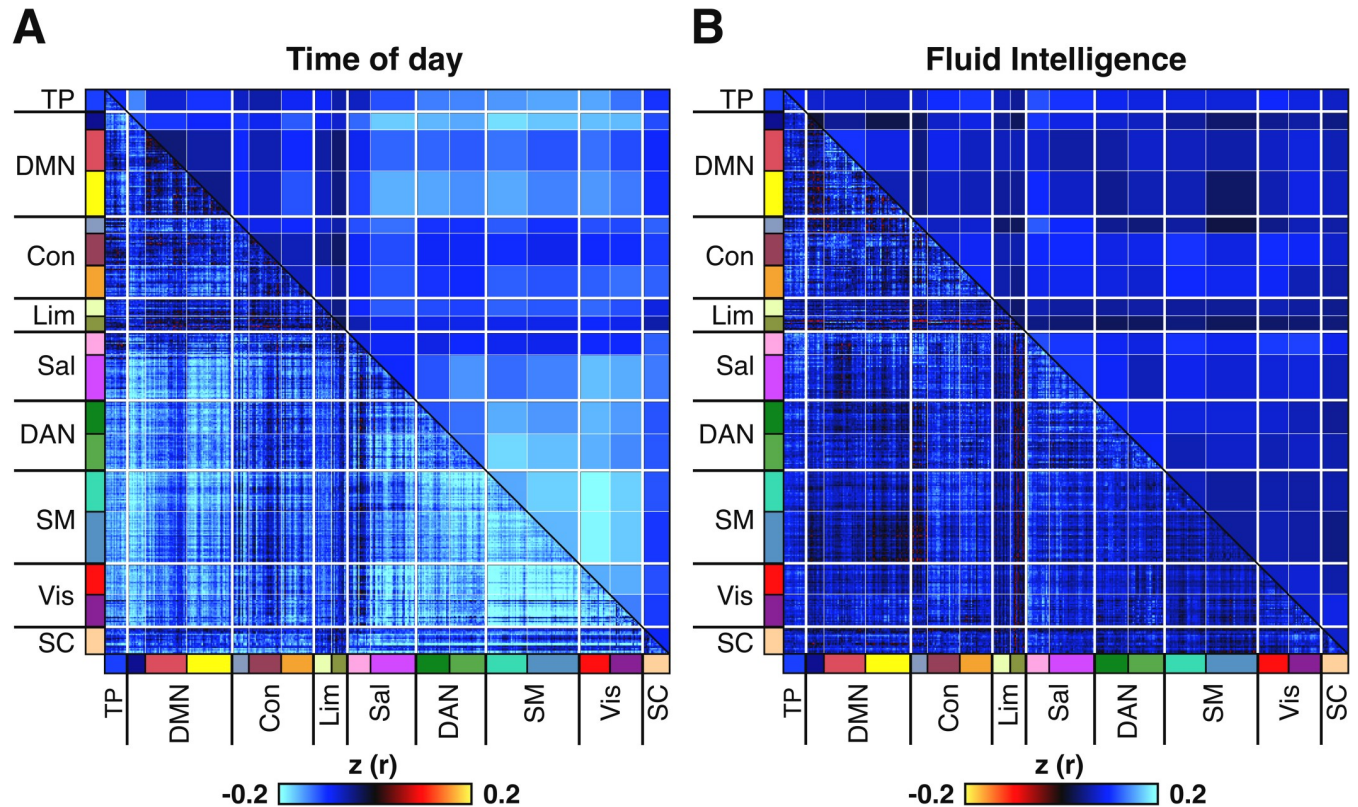 A
Time of day
TP
DMN
Con
Lim
Sal
DAN
SM
Vis
SC
TP
DMN
Con
Lim
Sal
DAN
SM
Vis
SC
z (r)
-0.2 0.2
B
Fluid Intelligence
TP
DMN
Con
Lim
Sal
DAN
SM
Vis
SC
TP
DMN
Con
Lim
Sal
DAN
SM
Vis
SC
z (r)
-0.2 0.2